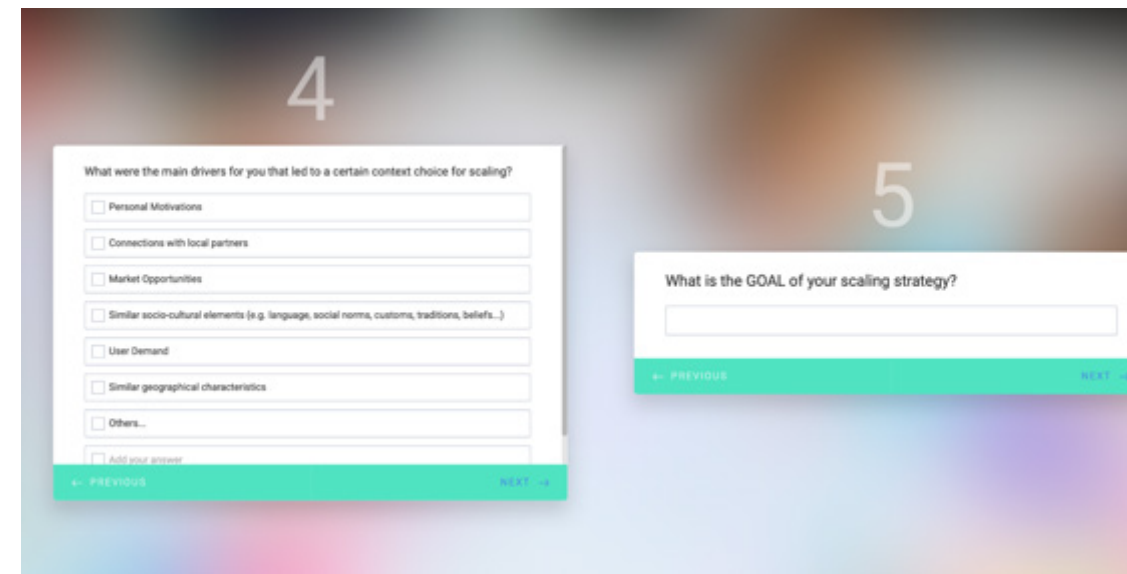 4
What were the main drivers for you that led to a certain context choice for scaling?
Personal Motivations
Connections with local partners
Market Opportunities
Similar socio-cultural elements (e.g. language, social norms, customs, traditions, beliefs...)
User Demand
Similar geographical characteristics
Others...
Add your answer
← PREVIOUS
NEXT →
5
What is the GOAL of your scaling strategy?
← PREVIOUS
NEXT →